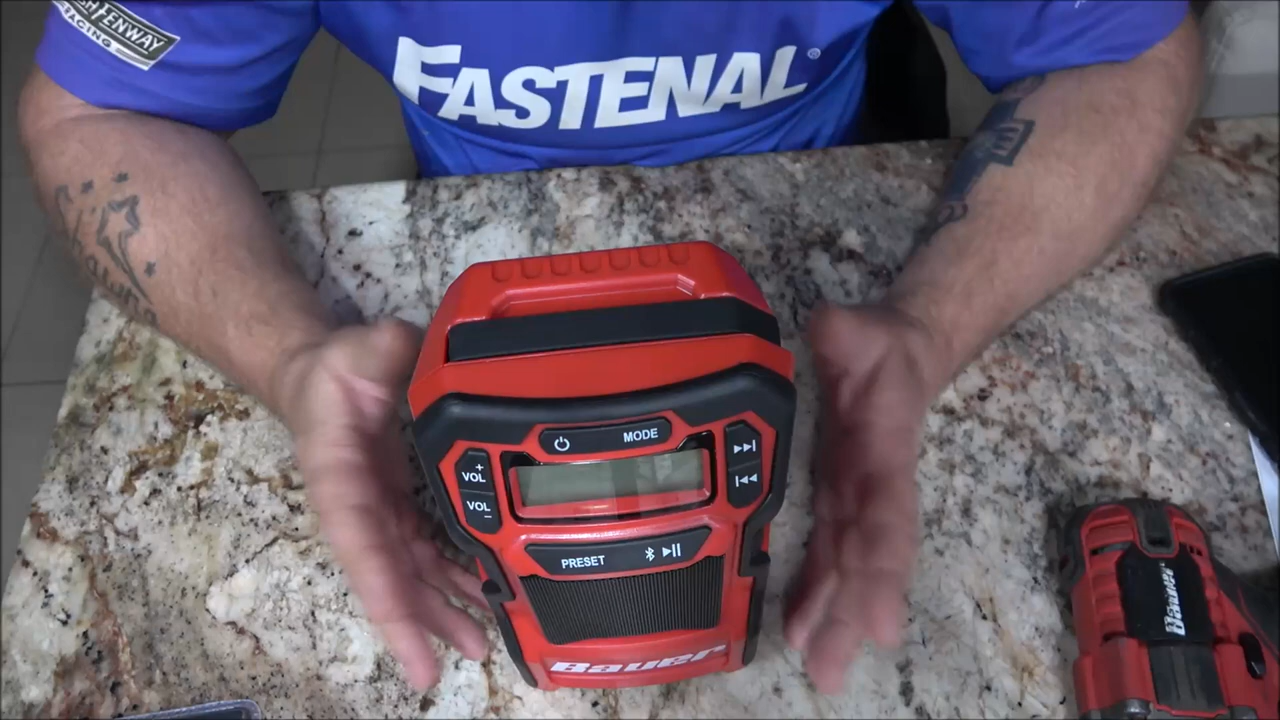 FENWAY
RACING
FASTENAL®
MODE
+
VOL
VOL
−
PRESET
Bauer
Bauer